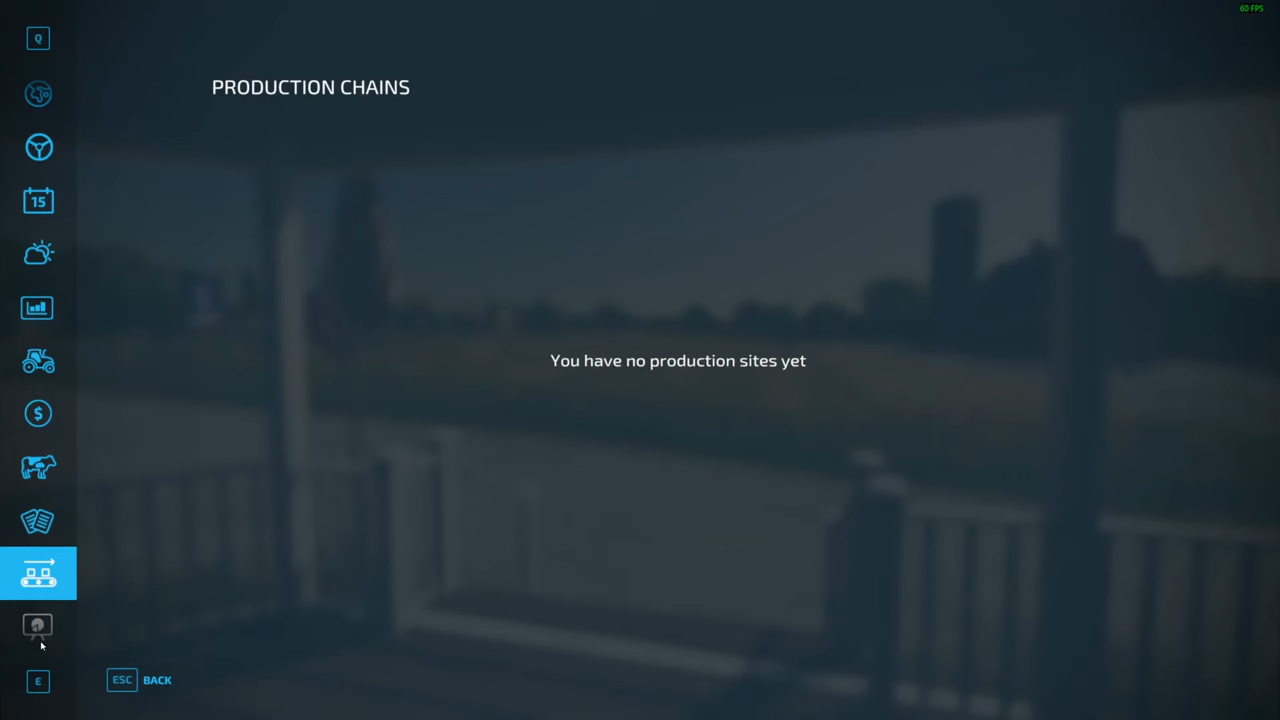 60 FPS
Q
PRODUCTION CHAINS
15
You have no production sites yet
$
E
ESC BACK